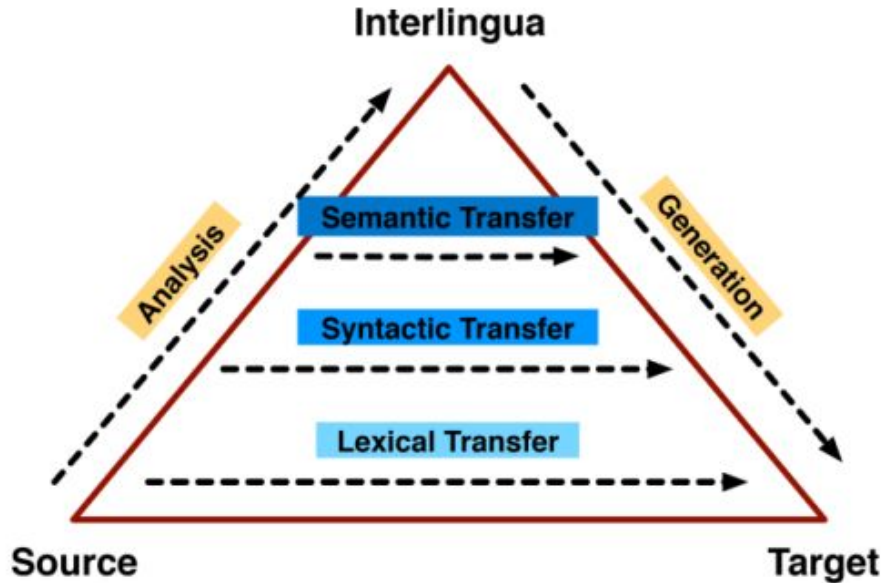 Interlingua
Semantic Transfer
Analysis
Generation
Syntactic Transfer
Lexical Transfer
Source
Target